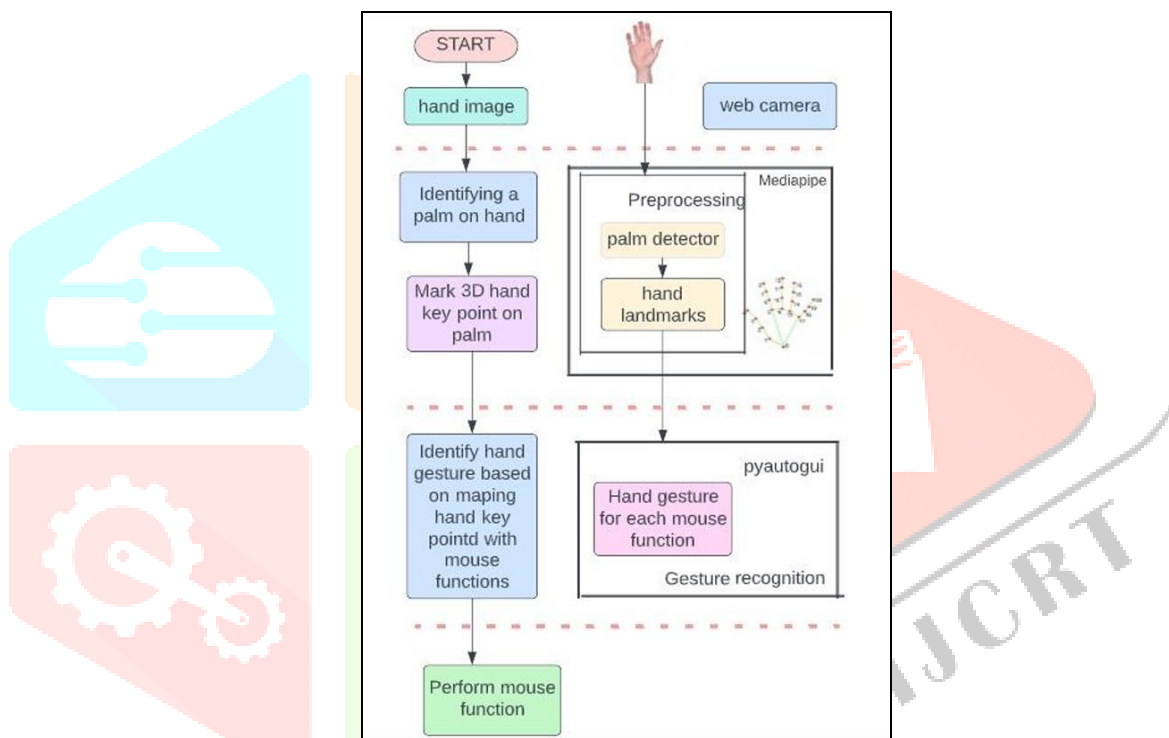 START
hand image
web camera
Identifying a
palm on hand
Mark 3D hand
key point on
palm
Mediapipe
Preprocessing
palm detector
hand
landmarks
Identify hand
gesture based
on maping
hand key
pointd with
mouse
functions
pyautogui
Hand gesture
for each mouse
function
Gesture recognition
Perform mouse
function
IJCRT